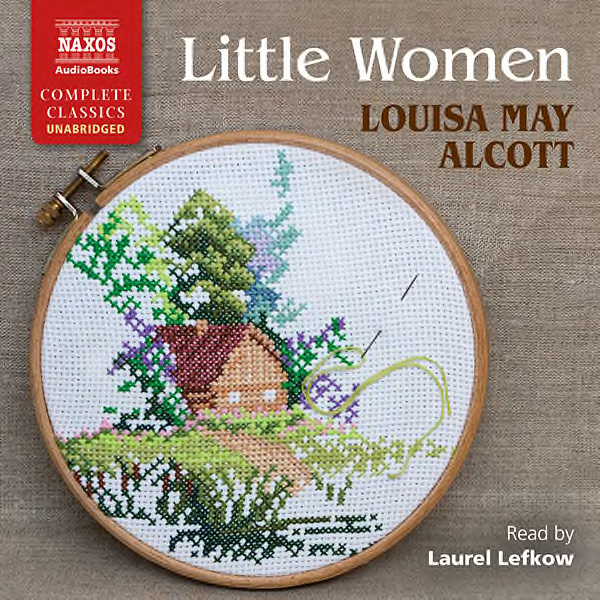 NAXOS
AudioBooks
COMPLETE
CLASSICS
UNABRIDGED
Little Women
LOUISA MAY
ALCOTT
Read by
Laurel Lefkow